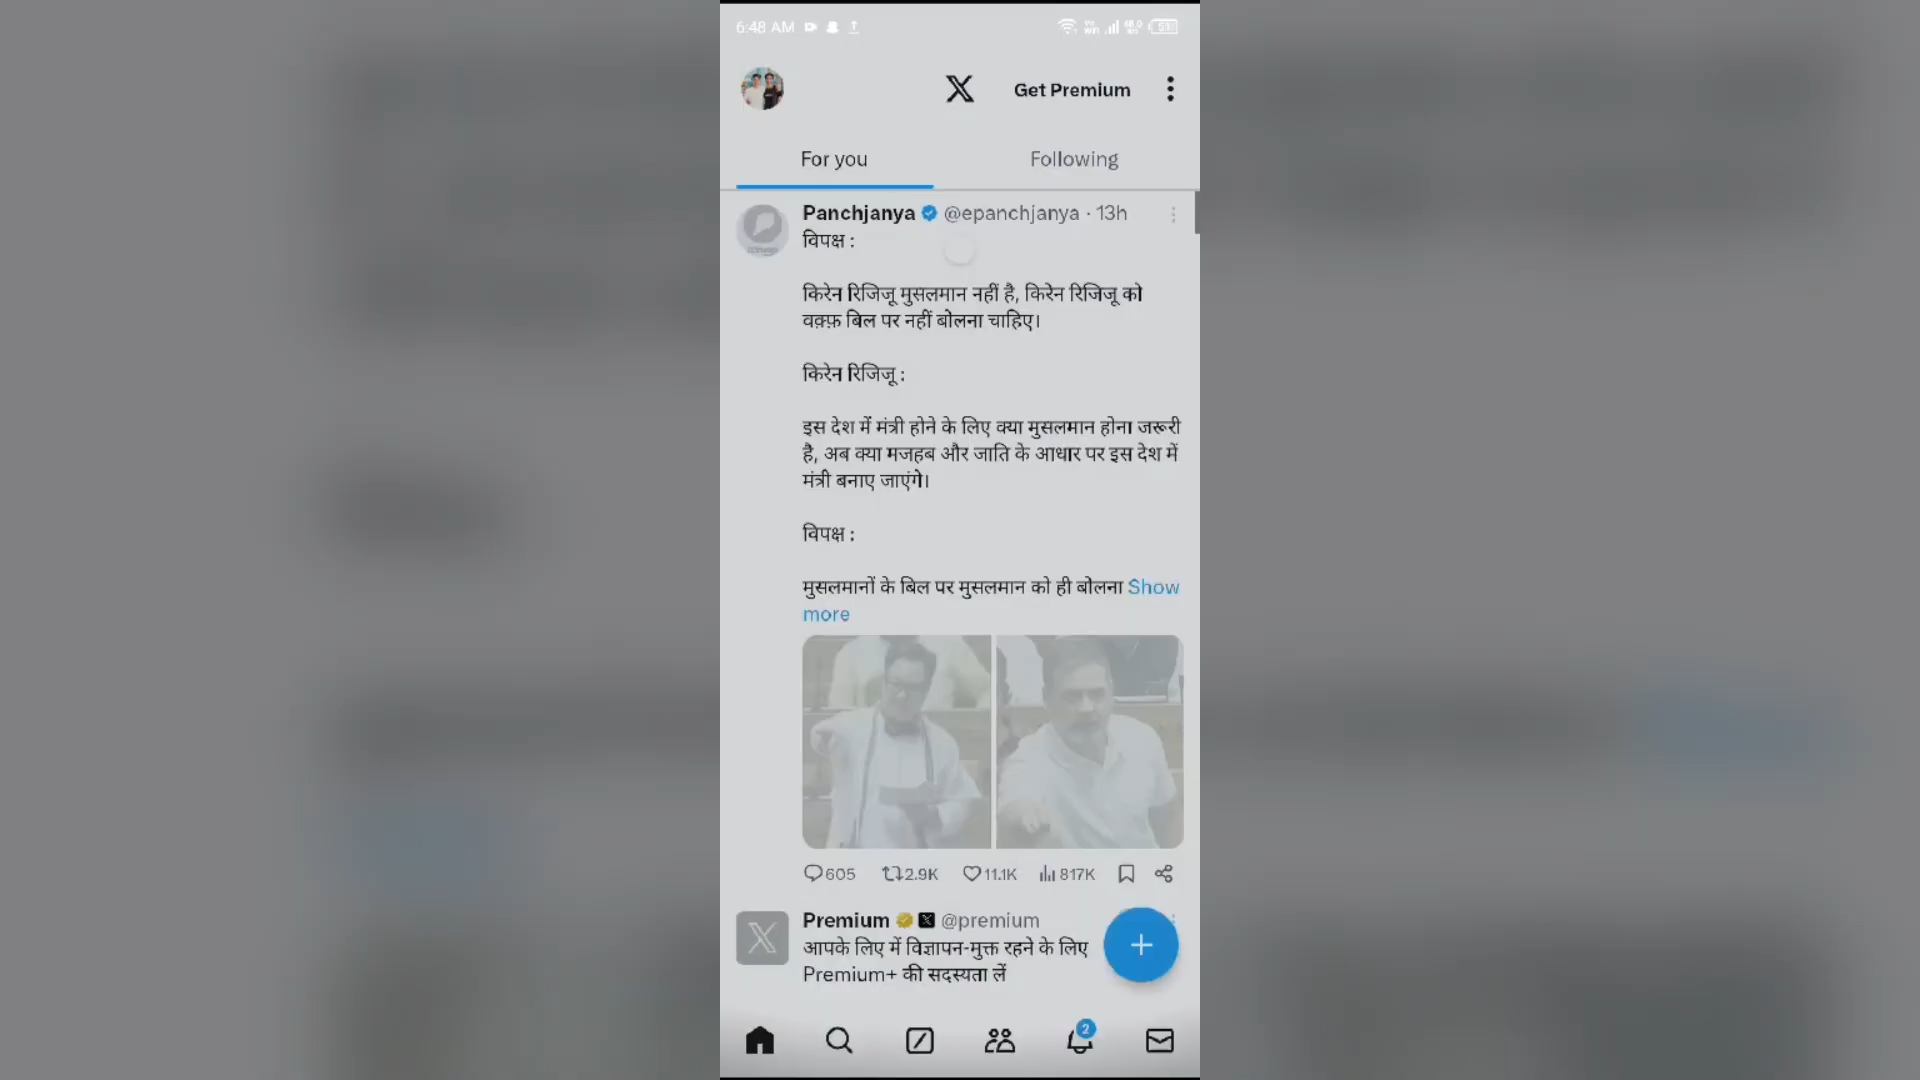 6:48 AM
Get Premium
For you
Following
Panchjanya @epanchjanya · 13h
विपक्ष :
किरेन रिजिजू मुसलमान नहीं है, किरेन रिजिजू को
वक़्फ़ बिल पर नहीं बोलना चाहिए।
किरेन रिजिजू :
इस देश में मंत्री होने के लिए क्या मुसलमान होना जरूरी
है, अब क्या मजहब और जाति के आधार पर इस देश में
मंत्री बनाए जाएंगे।
विपक्ष :
मुसलमानों के बिल पर मुसलमान को ही बोलना Show
more
605 2.9K 11.1K 817K
Premium @premium
आपके लिए में विज्ञापन-मुक्त रहने के लिए
Premium+ की सदस्यता लें
2